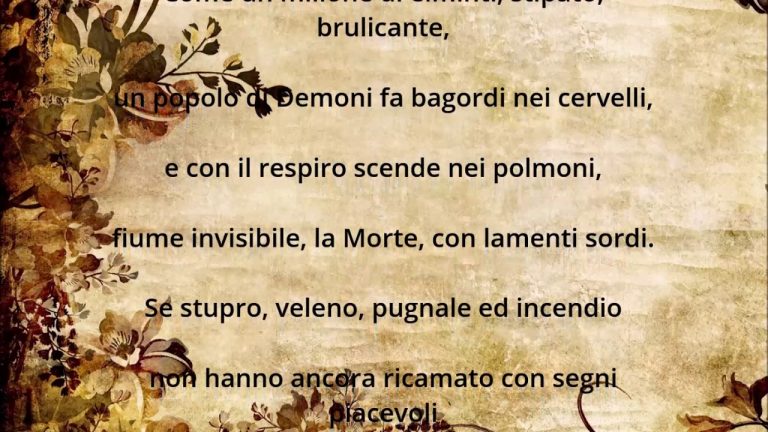 brulicante,
un popolo di Demoni fa bagordi nei cervelli,
e con il respiro scende nei polmoni,
fiume invisibile, la Morte, con lamenti sordi.
Se stupro, veleno, pugnale ed incendio
non hanno ancora ricamato con segni
piacevoli